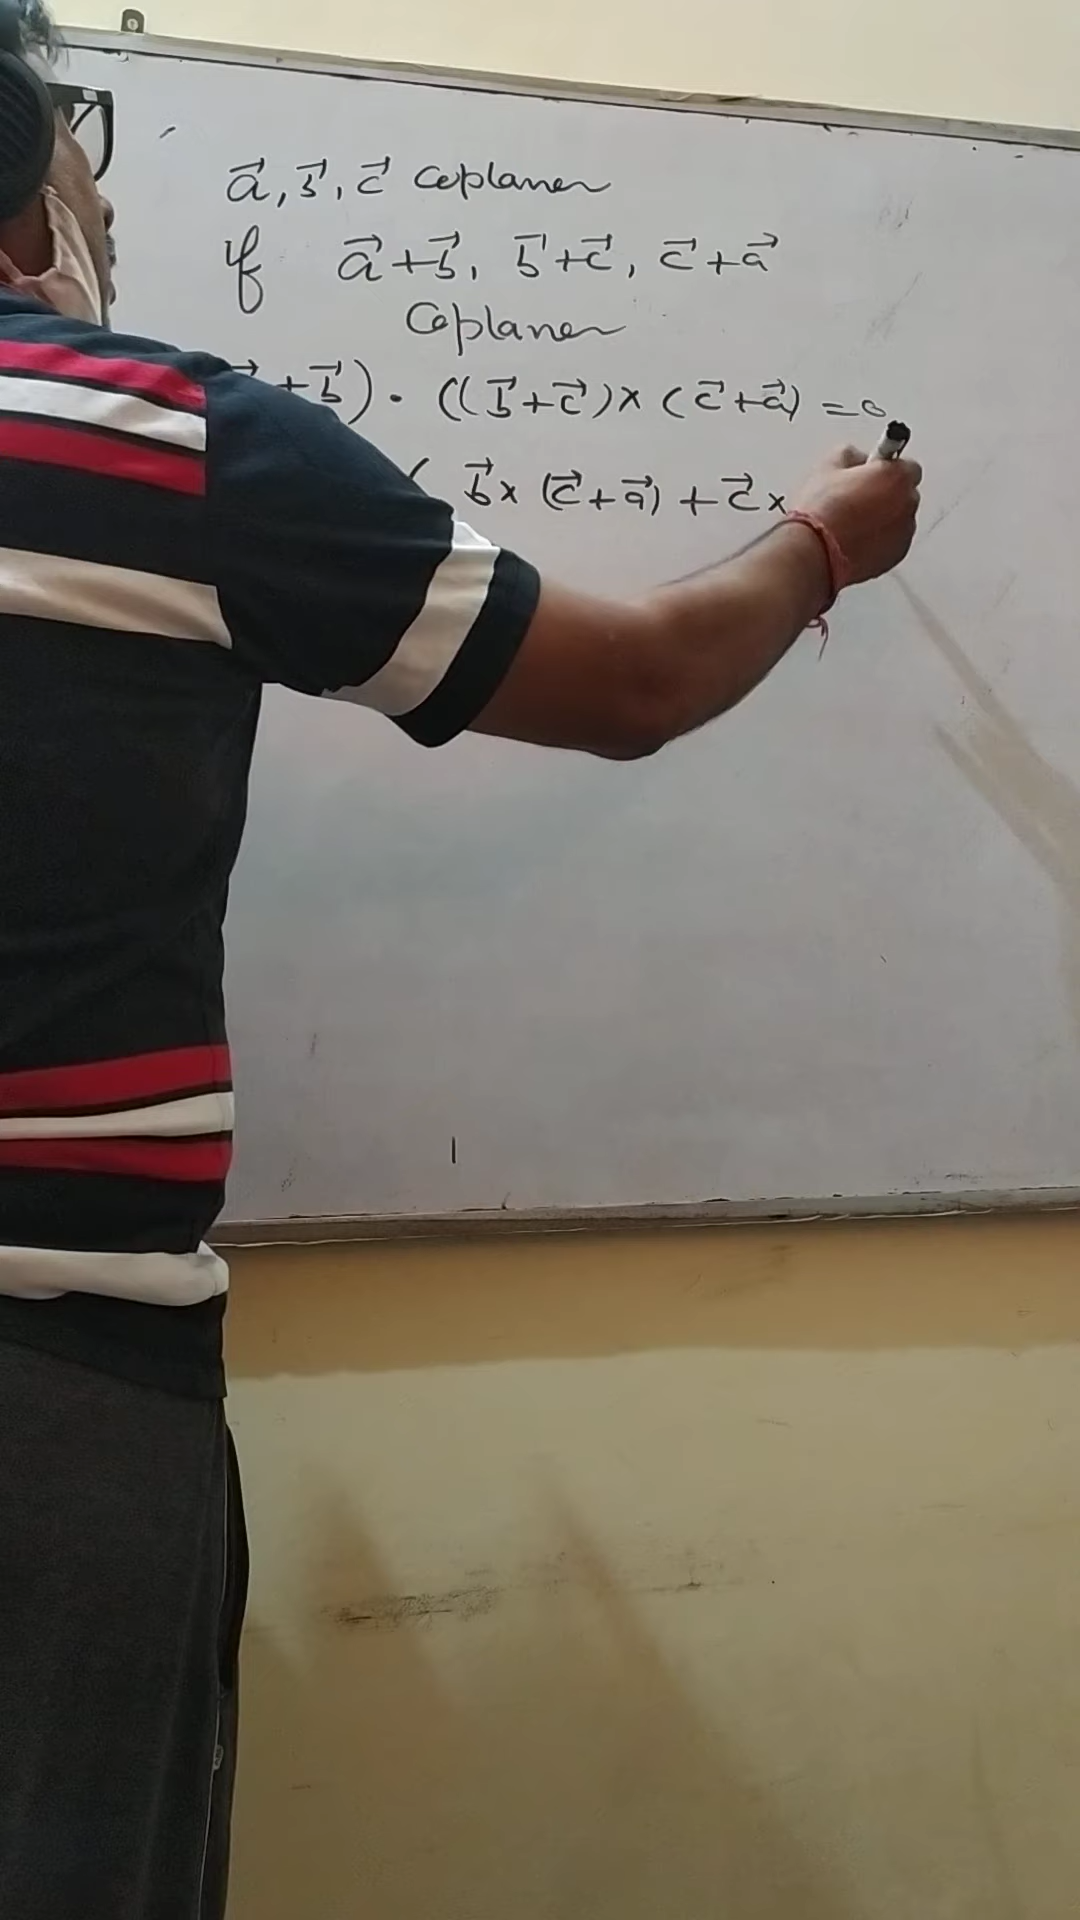 a⃗, b⃗, c⃗ Coplaner
If a⃗ + b⃗, b⃗ + c⃗, c⃗ + a⃗
Coplaner
+ b⃗) · ((b⃗ + c⃗) × (c⃗ + a⃗) = 0
( b⃗ × (c⃗ + a⃗) + c⃗ ×